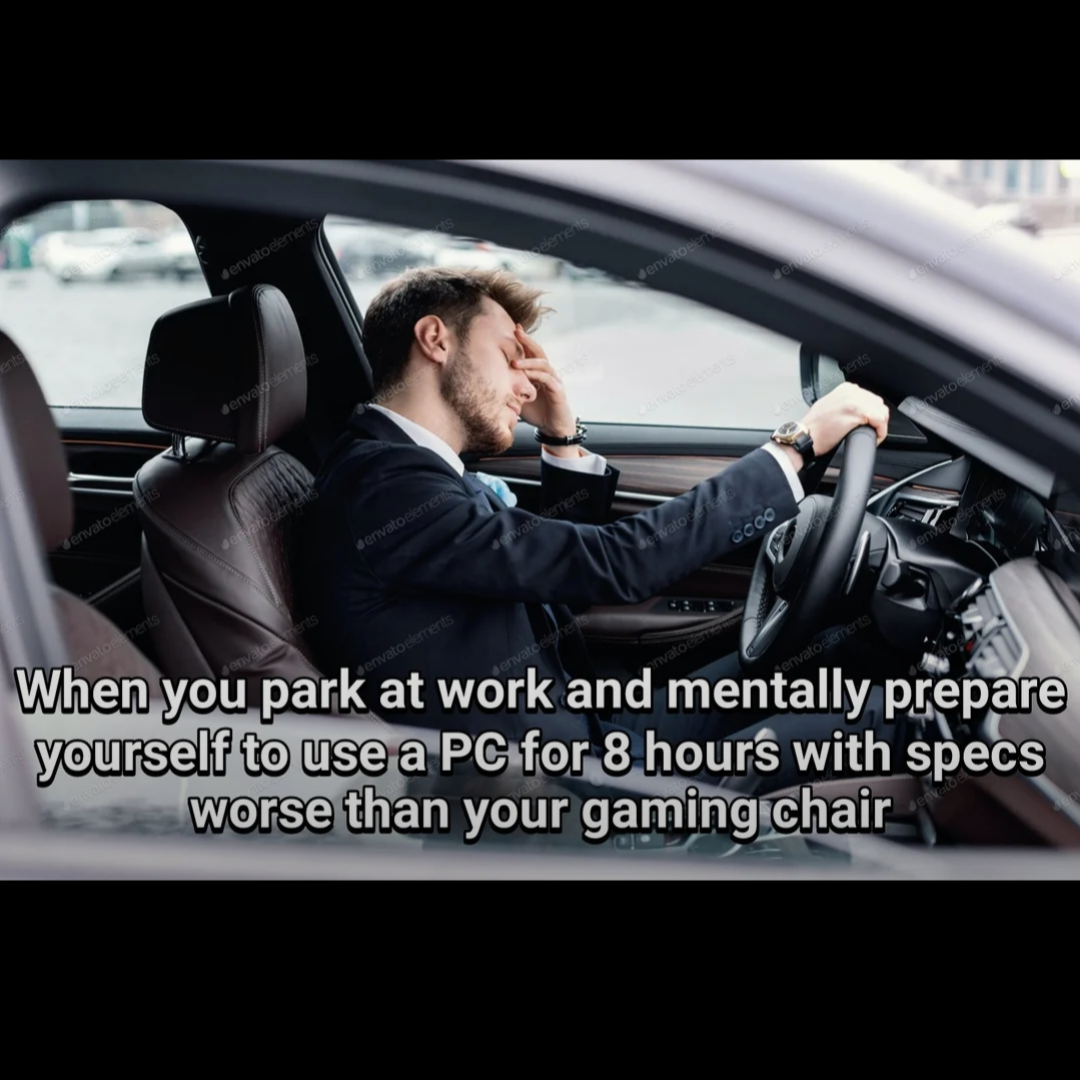 When you park at work and mentally prepare
yourself to use a PC for 8 hours with specs
worse than your gaming chair
envatoelements